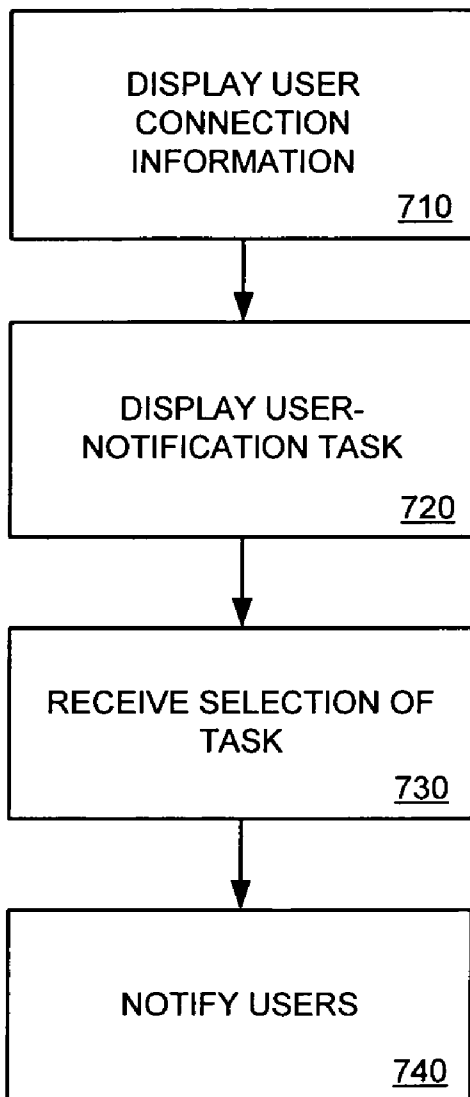 DISPLAY USER
CONNECTION
INFORMATION
710
DISPLAY USER-
NOTIFICATION TASK
720
RECEIVE SELECTION OF
TASK
730
NOTIFY USERS
740